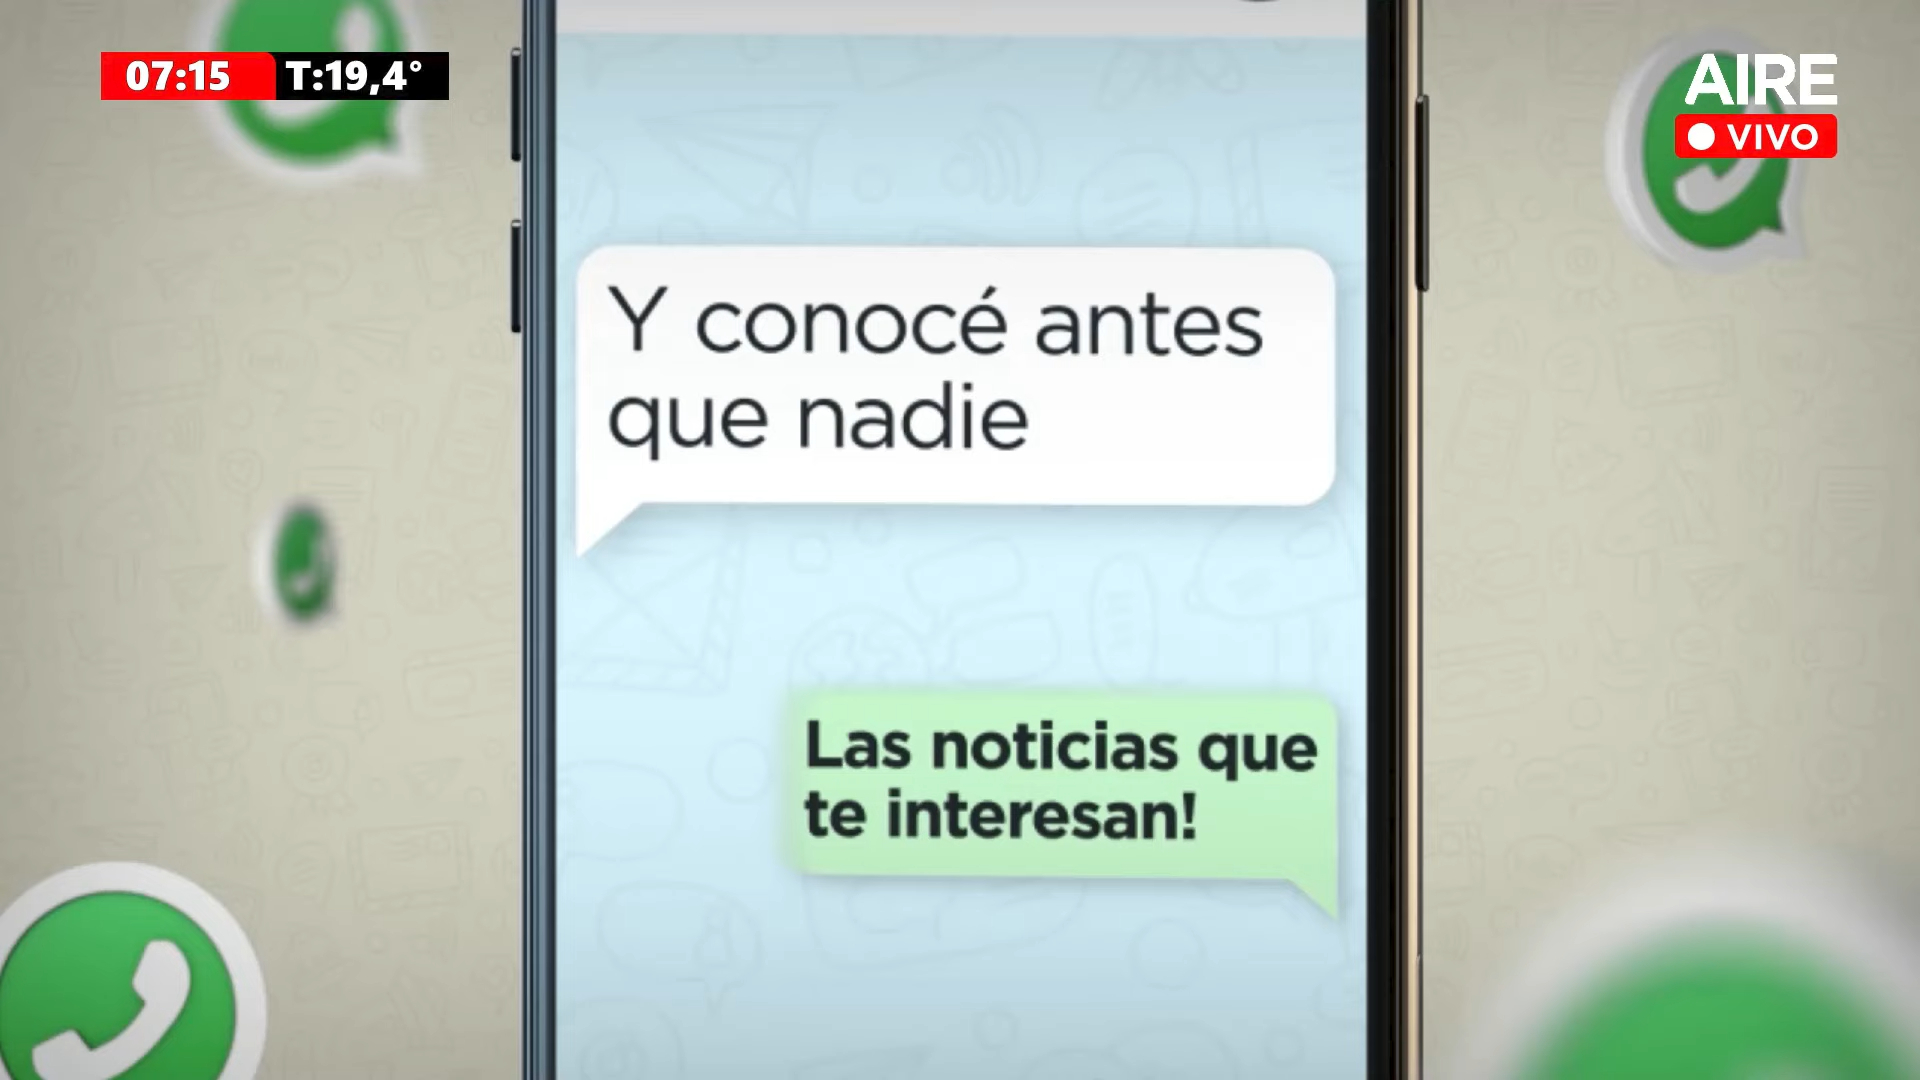 07:15 T:19,4°
AIRE
VIVO
Y conocé antes
que nadie
Las noticias que
te interesan!